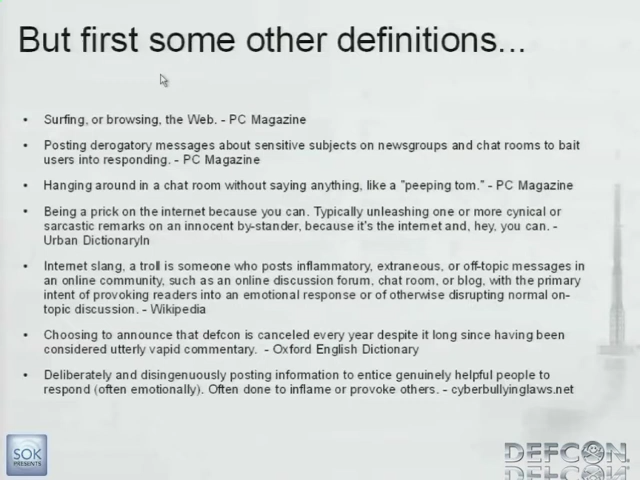 But first some other definitions...
• Surfing, or browsing, the Web. - PC Magazine
• Posting derogatory messages about sensitive subjects on newsgroups and chat rooms to bait
users into responding. - PC Magazine
• Hanging around in a chat room without saying anything, like a "peeping tom." - PC Magazine
• Being a prick on the internet because you can. Typically unleashing one or more cynical or
sarcastic remarks on an innocent by-stander, because it's the internet and, hey, you can. -
Urban DictionaryIn
• Internet slang, a troll is someone who posts inflammatory, extraneous, or off-topic messages in
an online community, such as an online discussion forum, chat room, or blog, with the primary
intent of provoking readers into an emotional response or of otherwise disrupting normal on-
topic discussion. - Wikipedia
• Choosing to announce that defcon is canceled every year despite it long since having been
considered utterly vapid commentary. - Oxford English Dictionary
• Deliberately and disingenuously posting information to entice genuinely helpful people to
respond (often emotionally). Often done to inflame or provoke others. - cyberbullyinglaws.net
SOK
PRESENTS
DEFCON